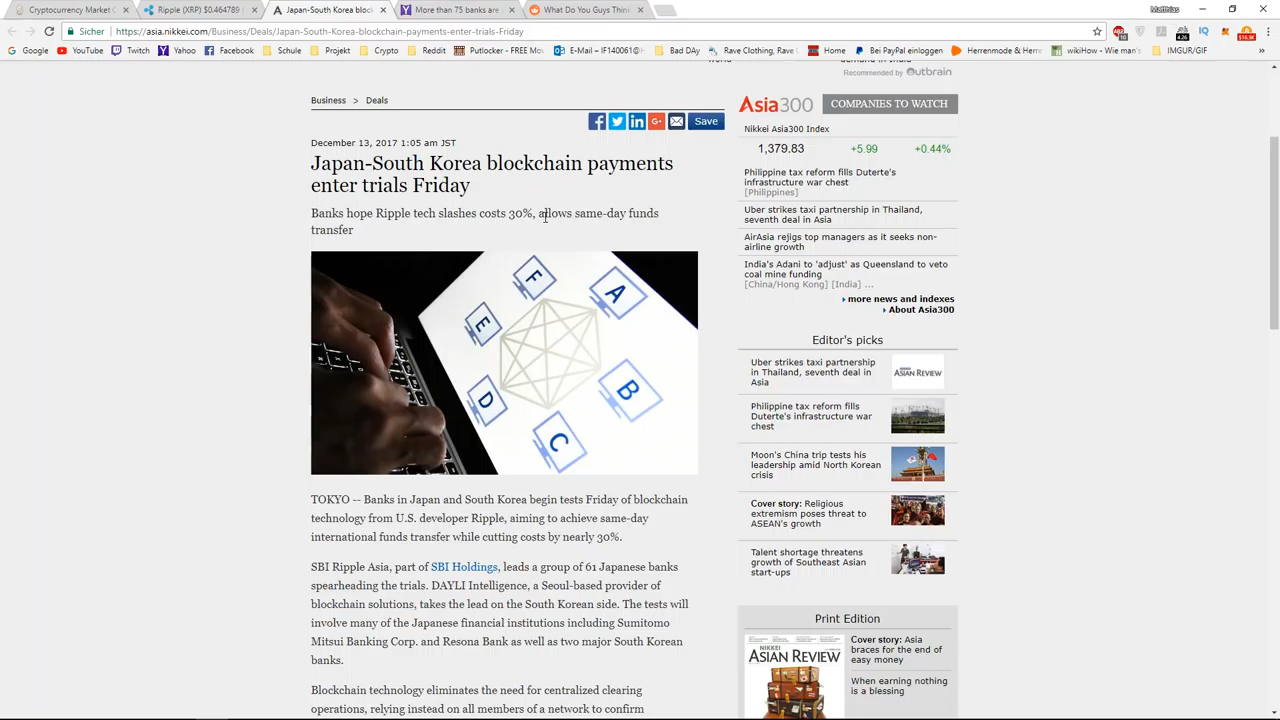 Cryptocurrency Market C
Ripple (XRP) $0.464789
Japan-South Korea bloc
More than 75 banks are
What Do You Guys Thin
Matthias
Sicher
https://asia.nikkei.com/Business/Deals/Japan-South-Korea-blockchain-payments-enter-trials-Friday
Google YouTube Twitch Yahoo Facebook Schule Projekt Crypto Reddit Putlocker - FREE M E-Mail – IF140061@ Bad DAy Rave Clothing, Rave Home Bei PayPal einloggen Herrenmode & Herre wikiHow - Wie man's IMGUR/GIF
Recommended by Outbrain
Business > Deals
Save
December 13, 2017 1:05 am JST
Japan-South Korea blockchain payments
enter trials Friday
Banks hope Ripple tech slashes costs 30%, allows same-day funds
transfer
F
A
E
B
D
C
TOKYO -- Banks in Japan and South Korea begin tests Friday of blockchain
technology from U.S. developer Ripple, aiming to achieve same-day
international funds transfer while cutting costs by nearly 30%.
SBI Ripple Asia, part of SBI Holdings, leads a group of 61 Japanese banks
spearheading the trials. DAYLI Intelligence, a Seoul-based provider of
blockchain solutions, takes the lead on the South Korean side. The tests will
involve many of the Japanese financial institutions including Sumitomo
Mitsui Banking Corp. and Resona Bank as well as two major South Korean
banks.
Blockchain technology eliminates the need for centralized clearing
operations, relying instead on all members of a network to confirm
Asia300 COMPANIES TO WATCH
Nikkei Asia300 Index
1,379.83 +5.99 +0.44%
Philippine tax reform fills Duterte's
infrastructure war chest
[Philippines]
Uber strikes taxi partnership in Thailand,
seventh deal in Asia
AirAsia rejigs top managers as it seeks non-
airline growth
India's Adani to 'adjust' as Queensland to veto
coal mine funding
[China/Hong Kong] [India] ...
more news and indexes
About Asia300
Editor's picks
Uber strikes taxi partnership
in Thailand, seventh deal in
Asia
ASIAN REVIEW
Philippine tax reform fills
Duterte's infrastructure war
chest
Moon's China trip tests his
leadership amid North Korean
crisis
Cover story: Religious
extremism poses threat to
ASEAN's growth
Talent shortage threatens
growth of Southeast Asian
start-ups
Print Edition
ASIAN REVIEW
Cover story: Asia
braces for the end of
easy money
When earning nothing
is a blessing